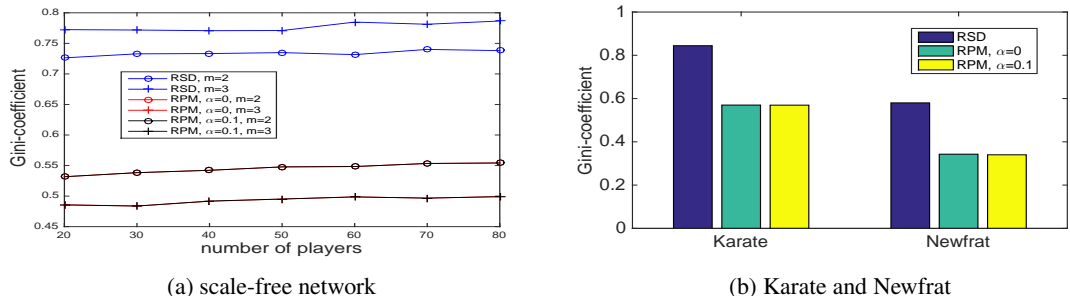 0.8
0.75
0.7
0.65
0.6
0.55
0.5
0.45
Gini-coefficient
RSD, m=2
RSD, m=3
RPM, α=0, m=2
RPM, α=0, m=3
RPM, α=0.1, m=2
RPM, α=0.1, m=3
20 30 40 50 60 70 80
number of players
(a) scale-free network
1
0.8
0.6
0.4
0.2
0
Gini-coefficient
RSD
RPM, α=0
RPM, α=0.1
Karate Newfrat
(b) Karate and Newfrat